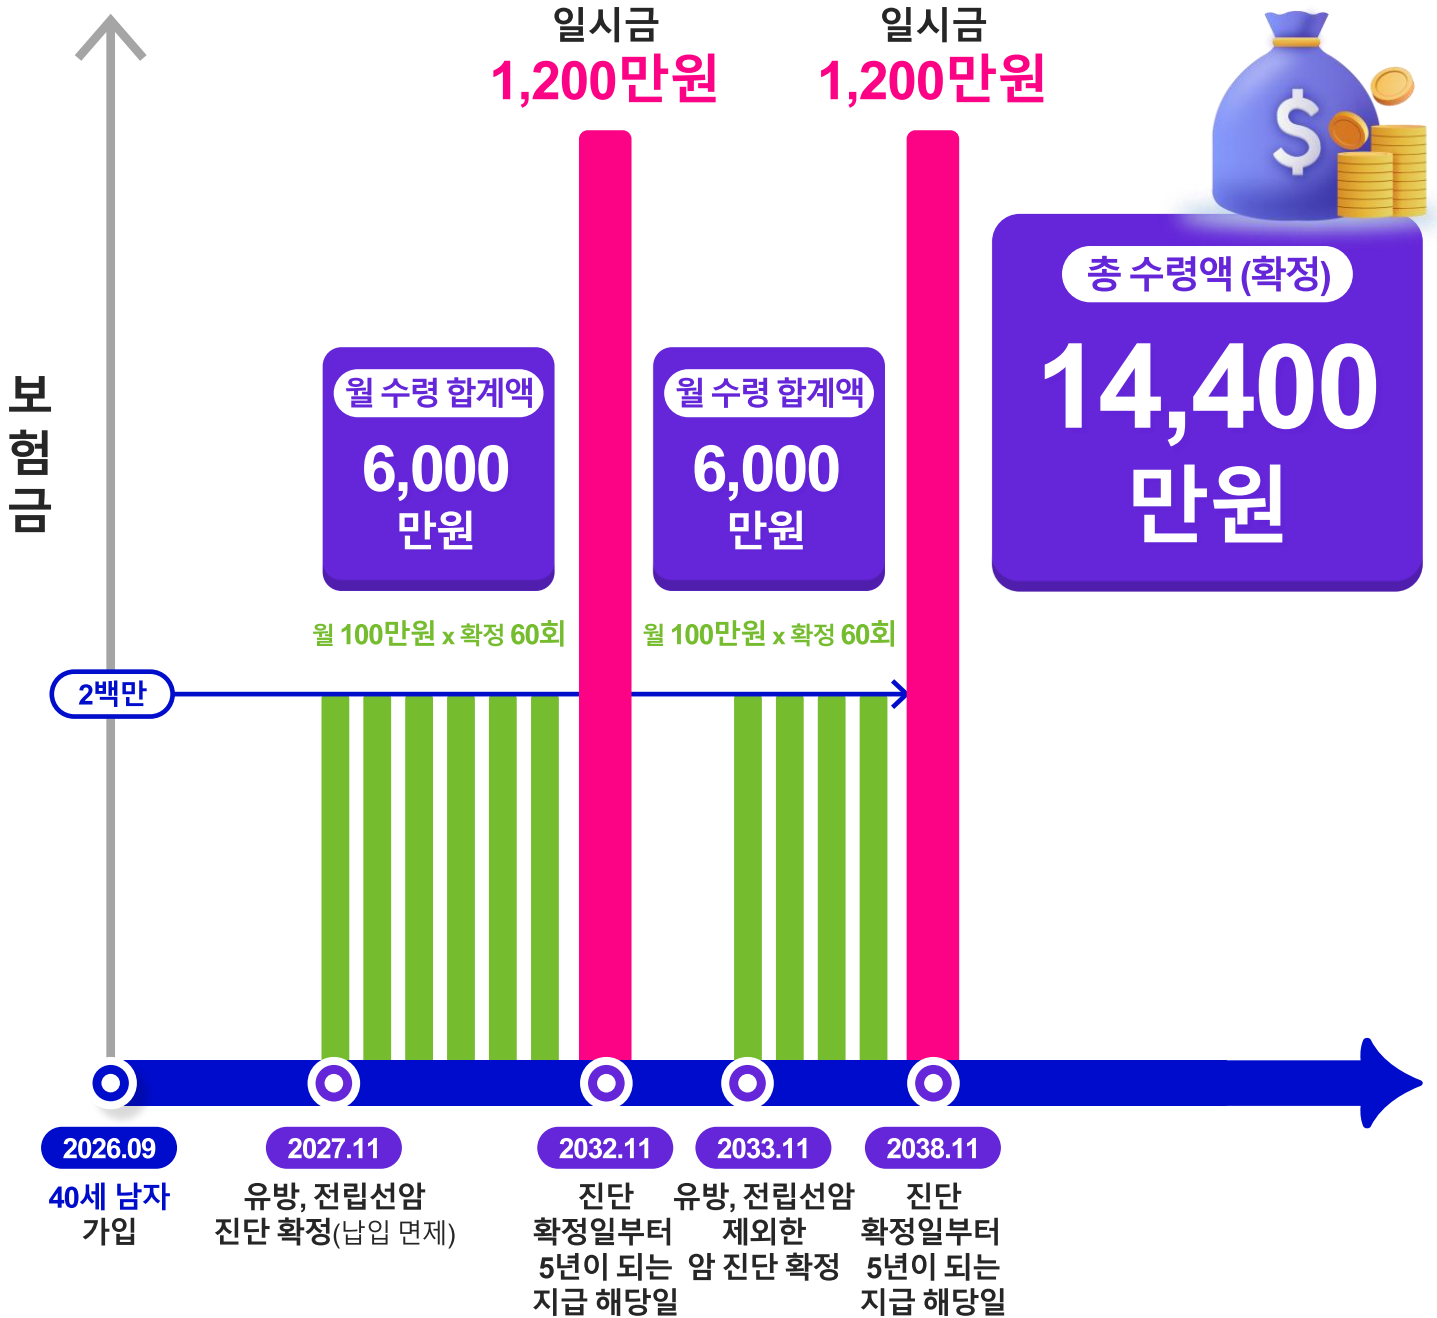 일시금
1,200만원
일시금
1,200만원
$
총 수령액 (확정)
14,400
만원
보험금
월 수령 합계액
6,000
만원
월 수령 합계액
6,000
만원
월 100만원 x 확정 60회
월 100만원 x 확정 60회
2백만
2026.09
40세 남자
가입
2027.11
유방, 전립선암
진단 확정(납입 면제)
2032.11
진단
확정일부터
5년이 되는
지급 해당일
2033.11
유방, 전립선암
제외한
암 진단 확정
2038.11
진단
확정일부터
5년이 되는
지급 해당일